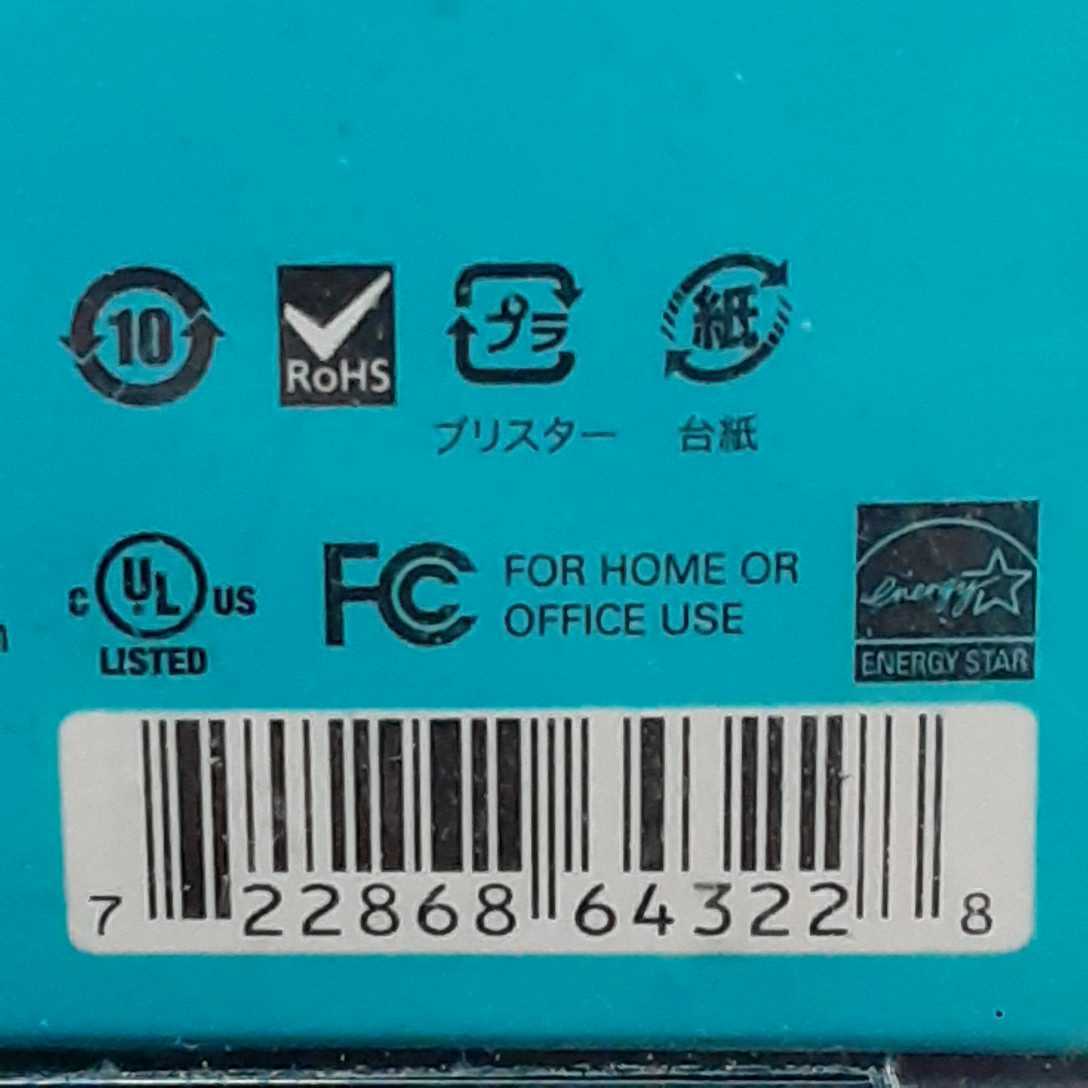 10
RoHS
プラ
紙
ブリスター
台紙
C UL US
LISTED
FC FOR HOME OR
OFFICE USE
energy
ENERGY STAR
7 22868 64322 8